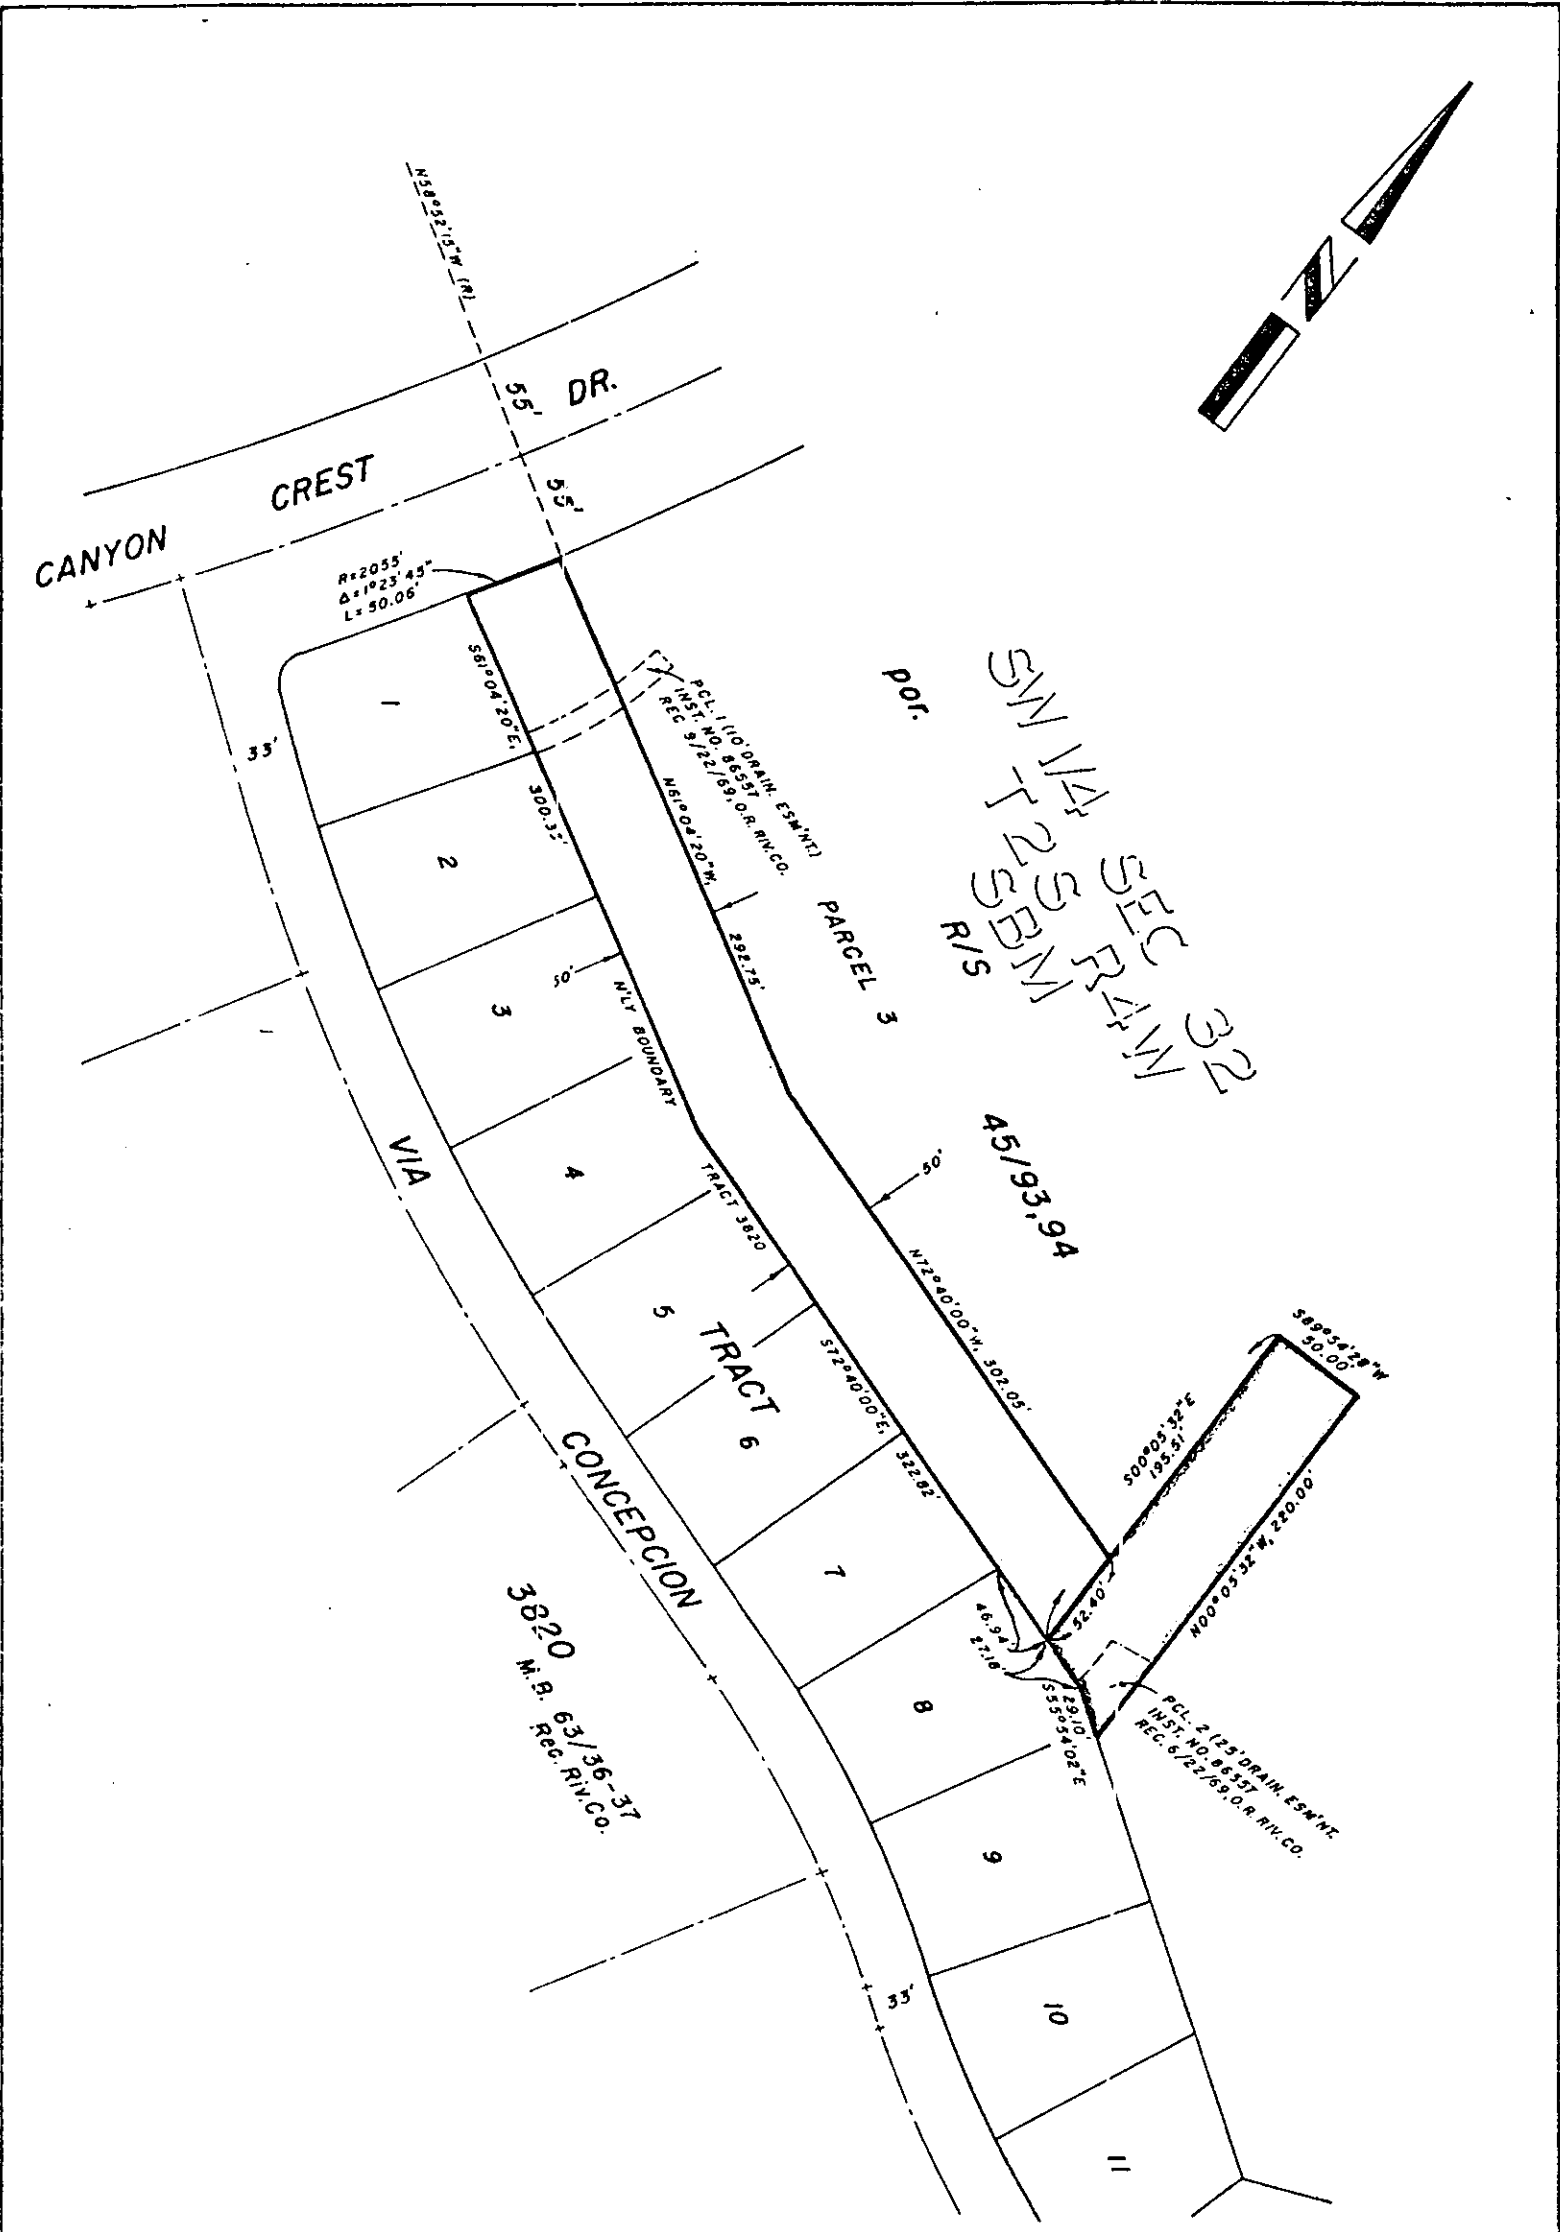 N58°52'15"W (R)
55'
DR.
55'
CREST
CANYON
R=2055'
Δ=1°23'45"
L=50.06'
S61°04'20"E,
300.32'
PCL. 1 (10' DRAIN. ESM'NT.)
INST. NO. 86557
REC 9/22/69, O.R. RIV. CO.
N61°04'20"W,
292.75'
por.
SW 1/4 SEC 32
T2S R4W
SBM
R/S
45/93,94
PARCEL 3
33'
1
2
3
4
5
6
7
8
9
10
11
50'
N'LY BOUNDARY
TRACT 3820
50'
N72°40'00"W, 302.05'
S72°40'00"E,
322.82'
S89°54'28"W
50.00'
S00°05'32"E
195.51'
N00°05'32"W, 220.00'
52.40'
46.94'
27.18'
29.10'
S55°54'02"E
PCL. 2 (25' DRAIN. ESM'NT.
INST. NO. 86557
REC. 6/22/69, O.R. RIV. CO.
VIA
CONCEPCION
TRACT
3820
M.B. 63/36-37
Rec. Riv. Co.
33'